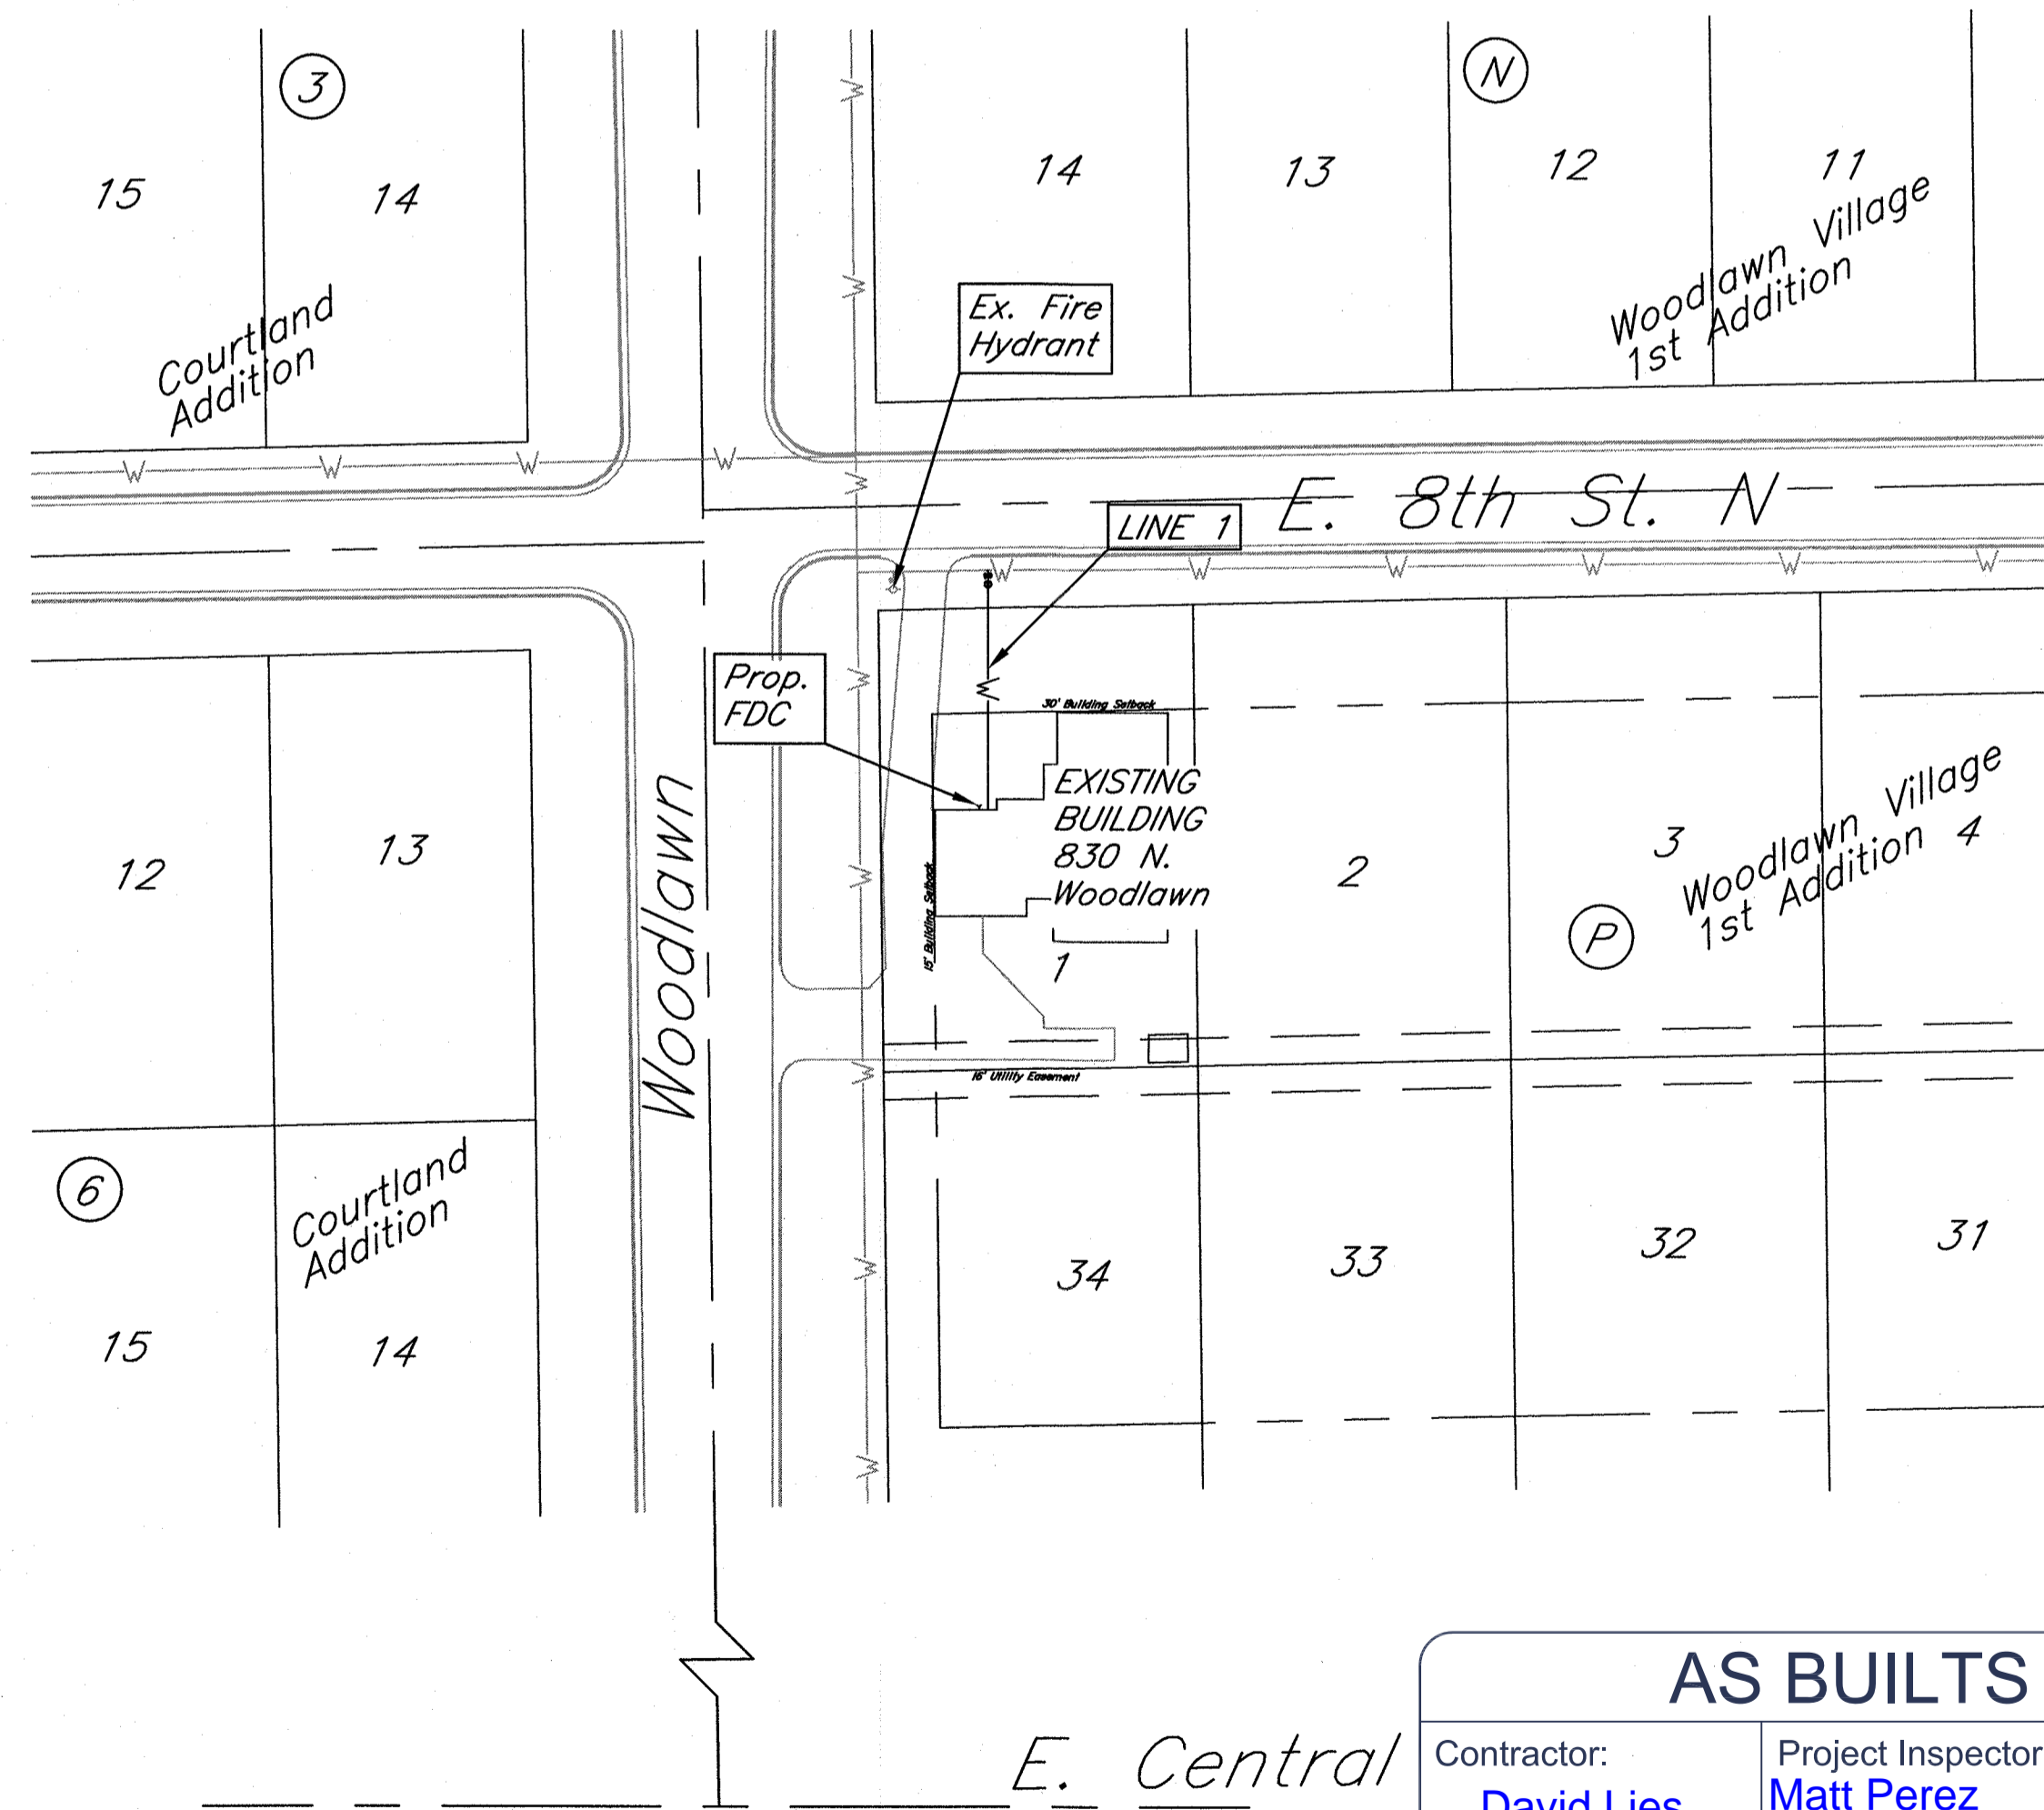 3
N
15
14
14
13
12
11
Woodlawn Village
1st Addition
Courtland
Addition
Ex. Fire
Hydrant
W
W
W
W
W
W
W
E. 8th St. N
LINE 1
W
W
W
W
W
W
W
W
Prop.
FDC
30' Building Setback
EXISTING
BUILDING
830 N.
Woodlawn
15' Building Setback
W
1
2
3
Woodlawn Village
1st Addition 4
P
12
13
Woodlawn
W
16' Utility Easement
6
Courtland
Addition
15
14
W
W
34
33
32
31
E. Central
AS BUILTS
Contractor:
David Lies
Project Inspector
Matt Perez